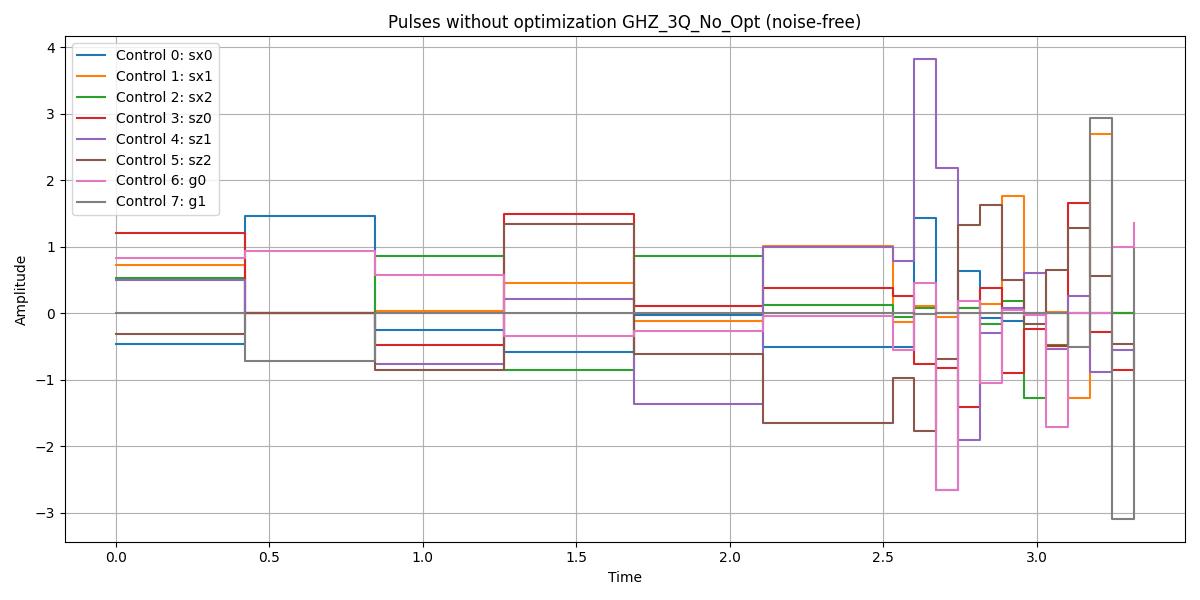 Pulses without optimization GHZ_3Q_No_Opt (noise-free)
Control 0: sx0
Control 1: sx1
Control 2: sx2
Control 3: sz0
Control 4: sz1
Control 5: sz2
Control 6: g0
Control 7: g1
4
3
2
1
0
−1
−2
−3
Amplitude
0.0 0.5 1.0 1.5 2.0 2.5 3.0
Time